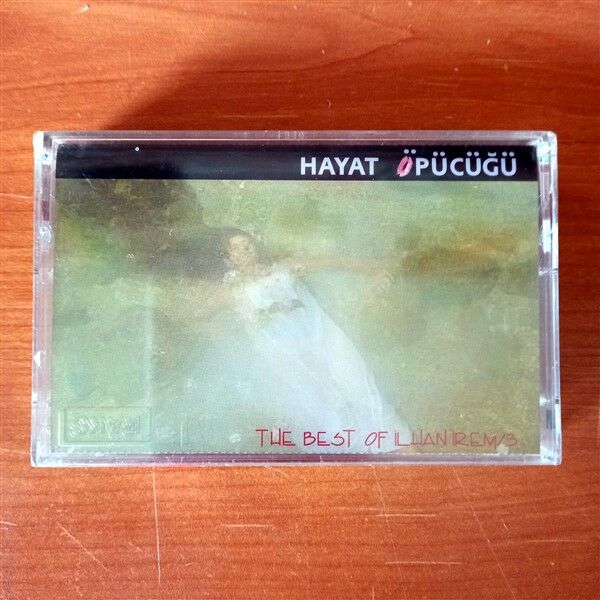 HAYAT ÖPÜCÜĞÜ
THE BEST OF İLHAN İREM/3